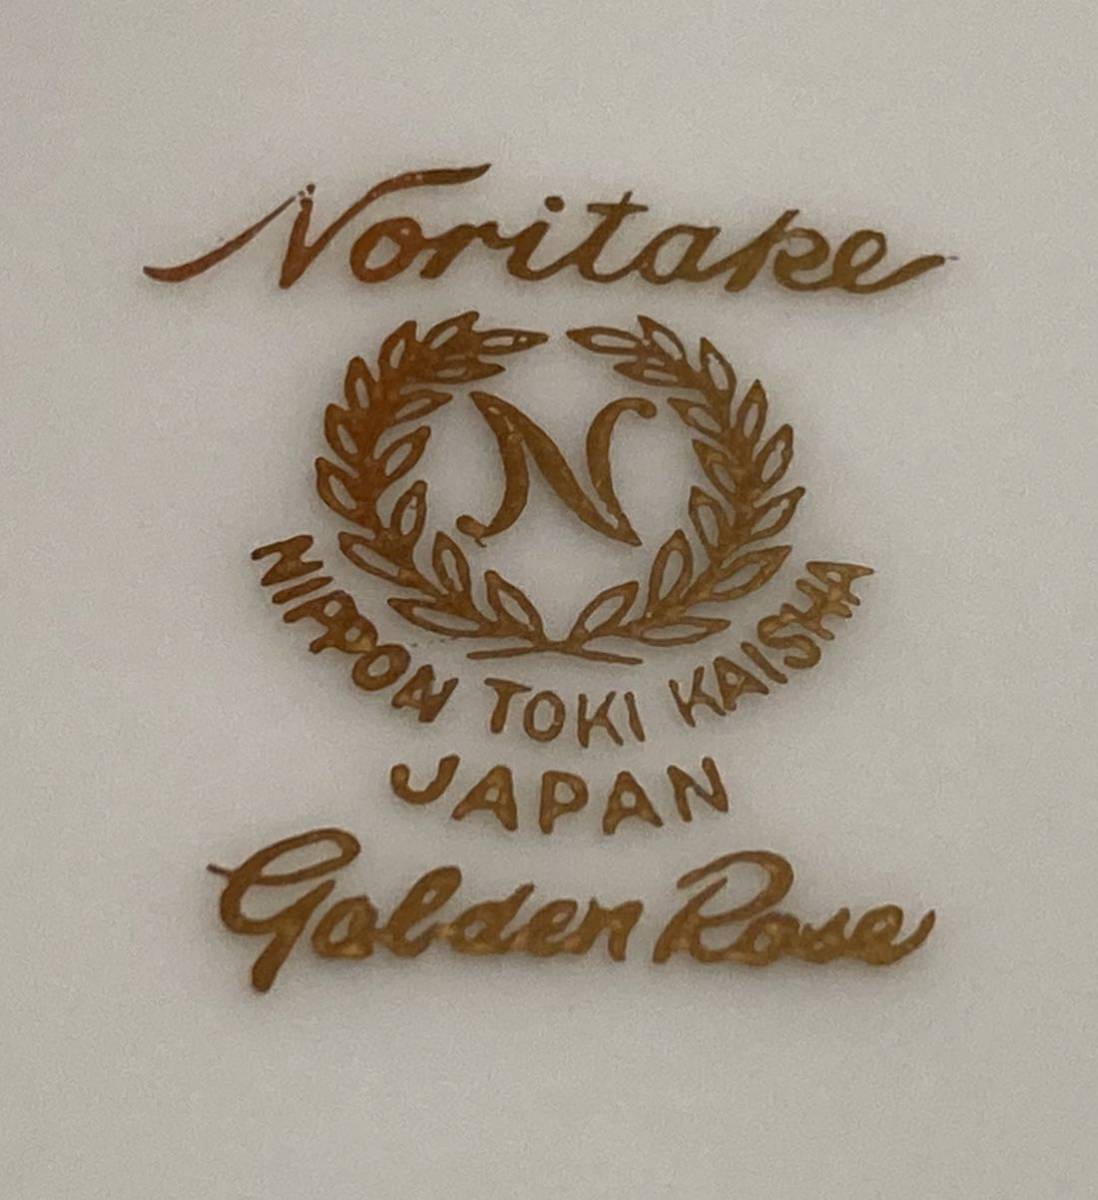 Noritake
N
NIPPON TOKI KAISHA
JAPAN
Golden Rose